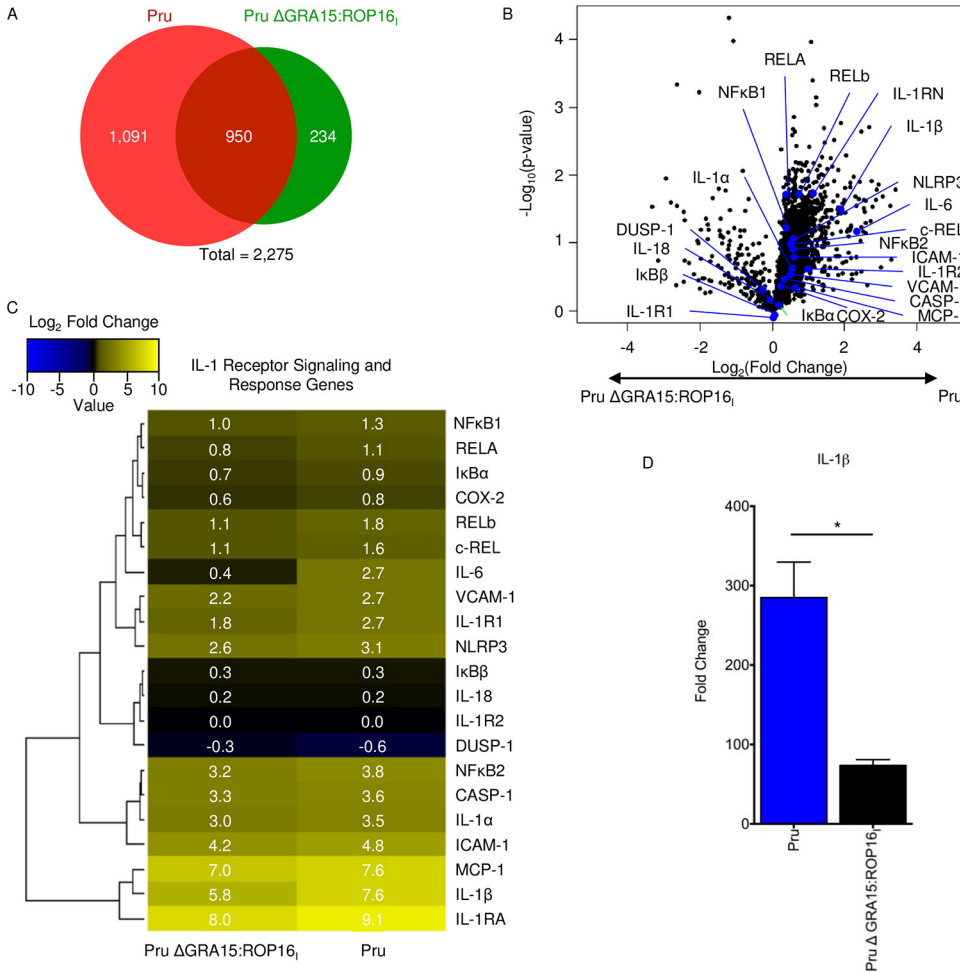 A
Pru
Pru ΔGRA15:ROP16I
1,091
950
234
Total = 2,275
B
-Log10(p-value)
4
3
2
1
0
-4
-2
0
2
4
Log2(Fold Change)
Pru ΔGRA15:ROP16I
Pru
RELA
RELb
NFκB1
IL-1RN
IL-1β
IL-1α
NLRP3
IL-6
DUSP-1
c-REL
IL-18
NFκB2
ICAM-1
IκBβ
IL-1R2
VCAM-
CASP-
IL-1R1
IκBα
COX-2
MCP-
C
Log2 Fold Change
-10 -5 0 5 10
Value
IL-1 Receptor Signaling and
Response Genes
1.0 1.3 NFκB1
0.8 1.1 RELA
0.7 0.9 IκBα
0.6 0.8 COX-2
1.1 1.8 RELb
1.1 1.6 c-REL
0.4 2.7 IL-6
2.2 2.7 VCAM-1
1.8 2.7 IL-1R1
2.6 3.1 NLRP3
0.3 0.3 IκBβ
0.2 0.2 IL-18
0.0 0.0 IL-1R2
-0.3 -0.6 DUSP-1
3.2 3.8 NFκB2
3.3 3.6 CASP-1
3.0 3.5 IL-1α
4.2 4.8 ICAM-1
7.0 7.6 MCP-1
5.8 7.6 IL-1β
8.0 9.1 IL-1RA
Pru ΔGRA15:ROP16I Pru
D
IL-1β
Fold Change
400
300
200
100
0
*
Pru
Pru Δ GRA15:ROP16I